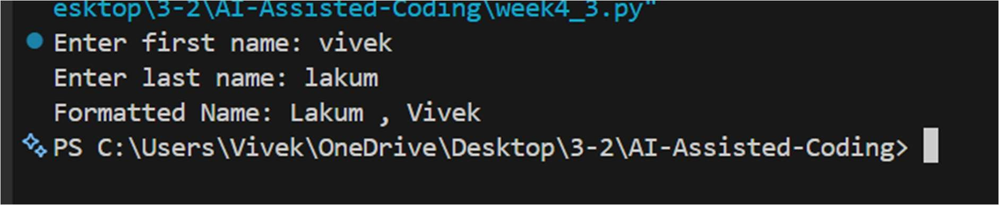 esktop\3-2\AI-Assisted-Coding\week4_3.py"
Enter first name: vivek
Enter last name: lakum
Formatted Name: Lakum , Vivek
PS C:\Users\Vivek\OneDrive\Desktop\3-2\AI-Assisted-Coding>